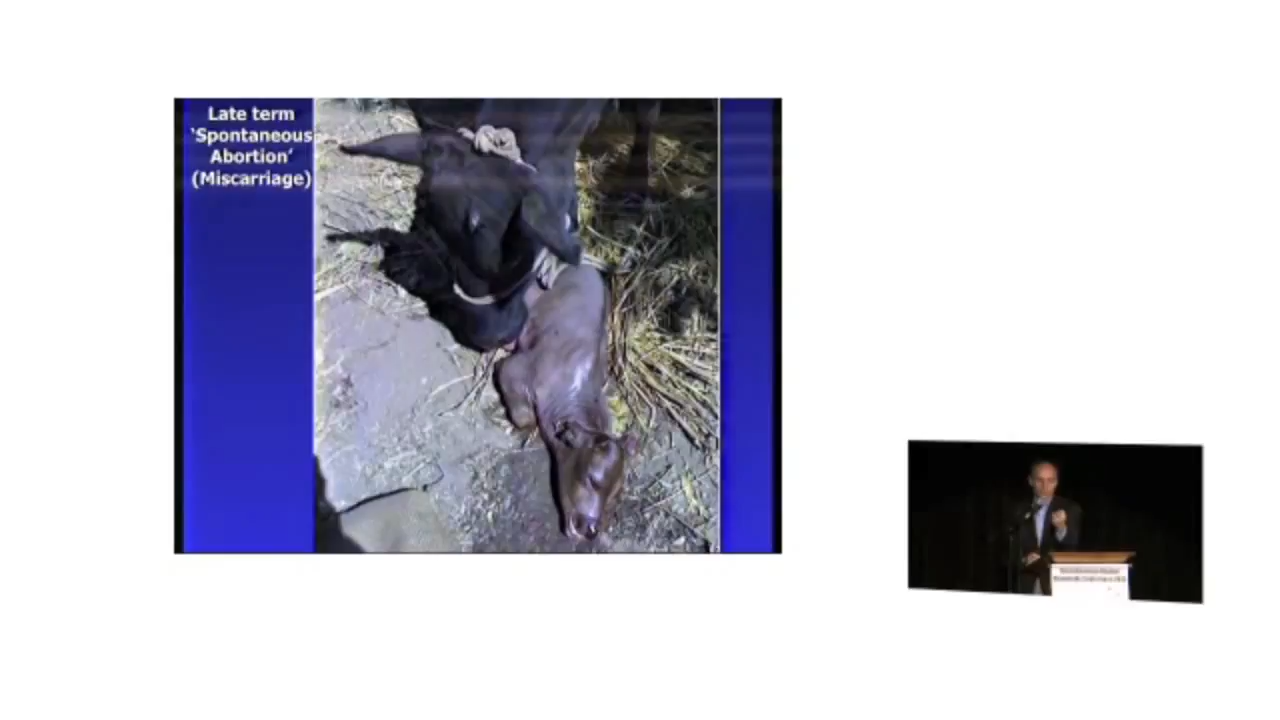 Late term
‘Spontaneous
Abortion’
(Miscarriage)